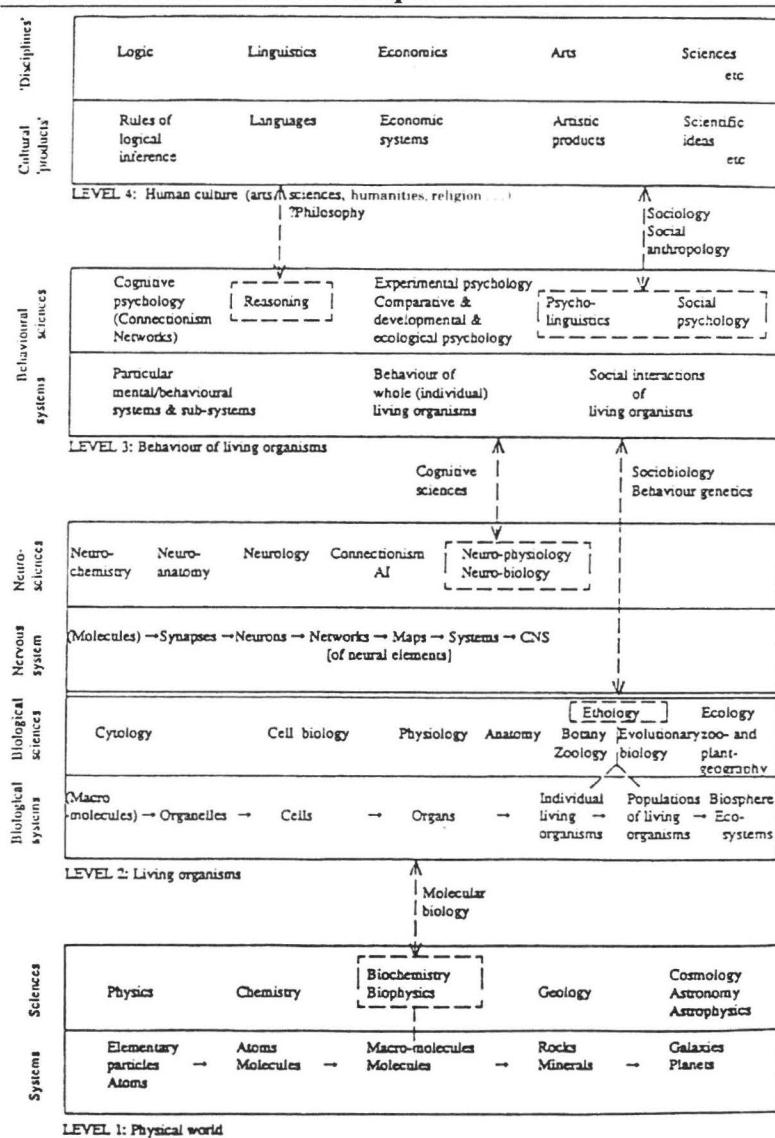 'Disciplines'
Logic Linguistics Economics Arts Sciences
etc
Cultural 'products'
Rules of logical inference Languages Economic systems Artistic products Scientific ideas
etc
LEVEL 4: Human culture (arts, sciences, humanities, religion ...)
?Philosophy
Sociology
Social
anthropology
Behavioural sciences
Cognitive psychology (Connectionism Networks)
Reasoning
Experimental psychology
Comparative &
developmental &
ecological psychology
Psycho-
linguistics
Social
psychology
systems
Particular
mental/behavioural
systems & sub-systems
Behaviour of
whole (individual)
living organisms
Social interactions
of
living organisms
LEVEL 3: Behaviour of living organisms
Cognitive
sciences
Sociobiology
Behaviour genetics
Neuro-
sciences
Neuro-
chemistry
Neuro-
anatomy
Neurology
Connectionism
AI
Neuro-physiology
Neuro-biology
Nervous
system
(Molecules) → Synapses → Neurons → Networks → Maps → Systems → CNS
[of neural elements]
Biological
sciences
Cytology
Cell biology
Physiology
Anatomy
Ethology
Botany
Zoology
Evolutionary
biology
Ecology
zoo- and
plant-
geography
Biological
systems
(Macro
-molecules) → Organelles → Cells → Organs →
Individual
living →
organisms
Populations
of living →
organisms
Biosphere
Eco-
systems
LEVEL 2: Living organisms
Molecular
biology
Sciences
Physics
Chemistry
Biochemistry
Biophysics
Geology
Cosmology
Astronomy
Astrophysics
Systems
Elementary
particles →
Atoms
Atoms
Molecules →
Macro-molecules
Molecules →
Rocks
Minerals →
Galaxies
Planets
LEVEL 1: Physical world